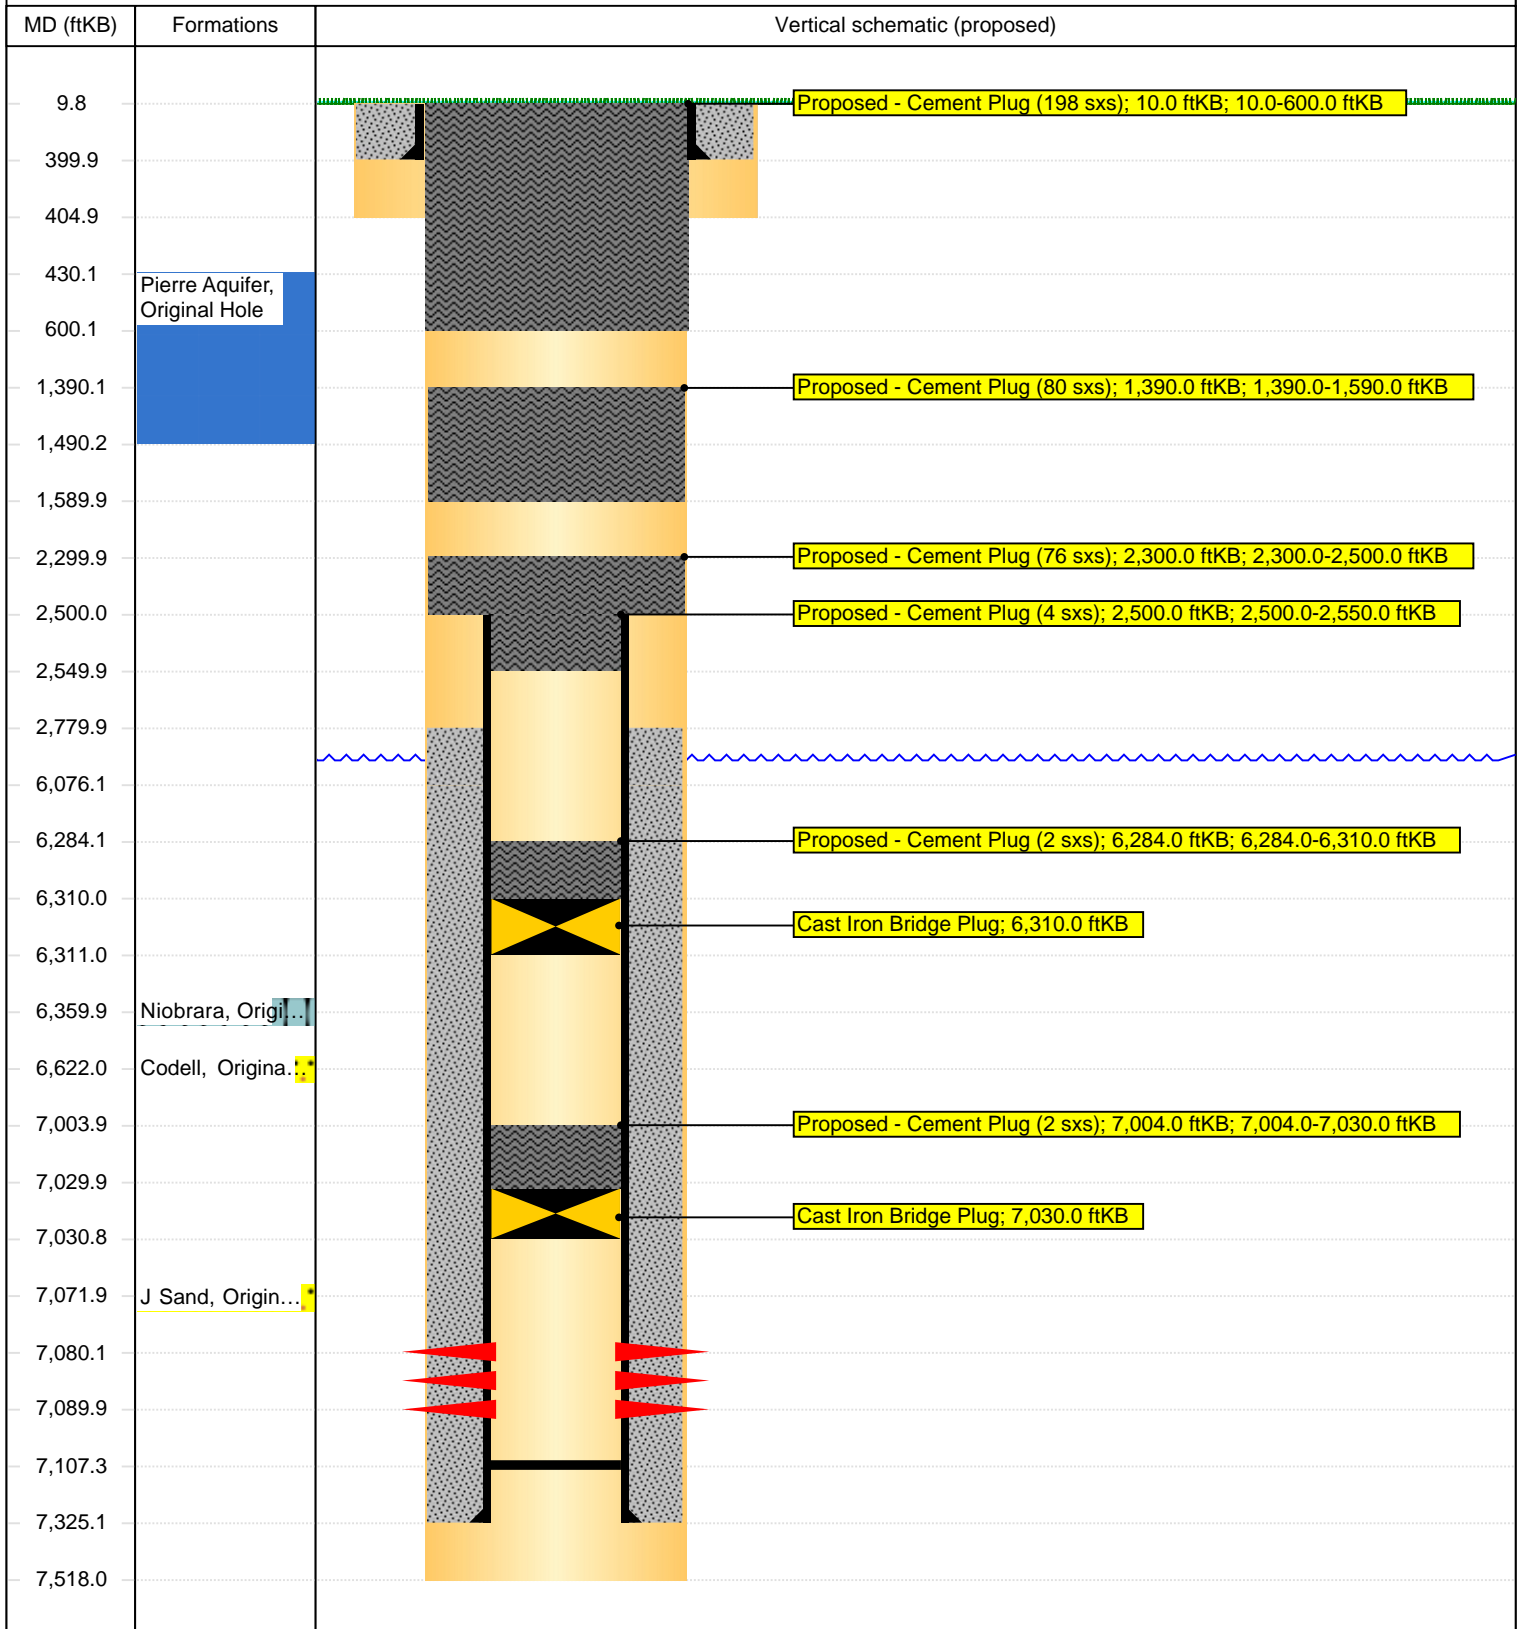 MD (ftKB) Formations Vertical schematic (proposed)
9.8 Proposed - Cement Plug (198 sxs); 10.0 ftKB; 10.0-600.0 ftKB
399.9
404.9
430.1
Pierre Aquifer,
Original Hole
600.1
1,390.1 Proposed - Cement Plug (80 sxs); 1,390.0 ftKB; 1,390.0-1,590.0 ftKB
1,490.2
1,589.9
2,299.9 Proposed - Cement Plug (76 sxs); 2,300.0 ftKB; 2,300.0-2,500.0 ftKB
2,500.0 Proposed - Cement Plug (4 sxs); 2,500.0 ftKB; 2,500.0-2,550.0 ftKB
2,549.9
2,779.9
6,076.1
6,284.1 Proposed - Cement Plug (2 sxs); 6,284.0 ftKB; 6,284.0-6,310.0 ftKB
6,310.0
Cast Iron Bridge Plug; 6,310.0 ftKB
6,311.0
6,359.9 Niobrara, Origi...
6,622.0 Codell, Origina...
7,003.9 Proposed - Cement Plug (2 sxs); 7,004.0 ftKB; 7,004.0-7,030.0 ftKB
7,029.9
Cast Iron Bridge Plug; 7,030.0 ftKB
7,030.8
7,071.9 J Sand, Origin...
7,080.1
7,089.9
7,107.3
7,325.1
7,518.0